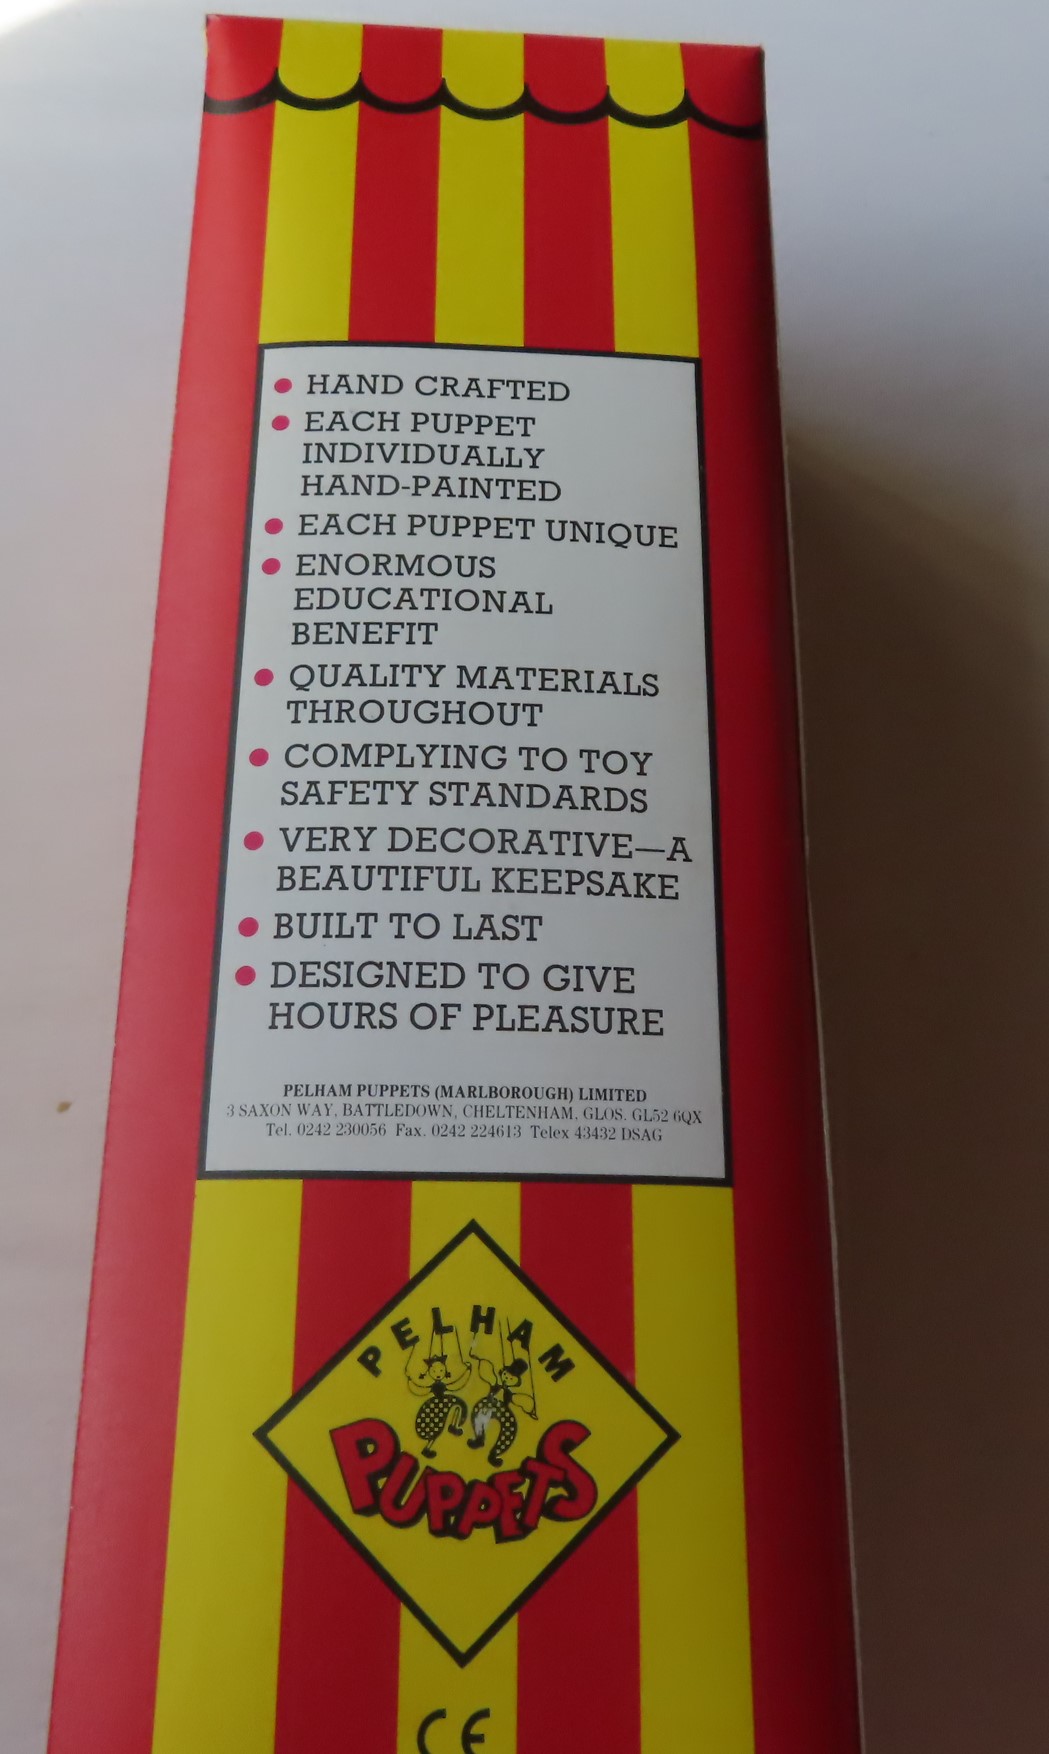 ● HAND CRAFTED
● EACH PUPPET
INDIVIDUALLY
HAND-PAINTED
● EACH PUPPET UNIQUE
● ENORMOUS
EDUCATIONAL
BENEFIT
● QUALITY MATERIALS
THROUGHOUT
● COMPLYING TO TOY
SAFETY STANDARDS
● VERY DECORATIVE—A
BEAUTIFUL KEEPSAKE
● BUILT TO LAST
● DESIGNED TO GIVE
HOURS OF PLEASURE
PELHAM PUPPETS (MARLBOROUGH) LIMITED
3 SAXON WAY, BATTLEDOWN, CHELTENHAM, GLOS. GL52 6QX
Tel. 0242 230056 Fax. 0242 224613 Telex 43432 DSAG
PELHAM
PUPPETS
CE